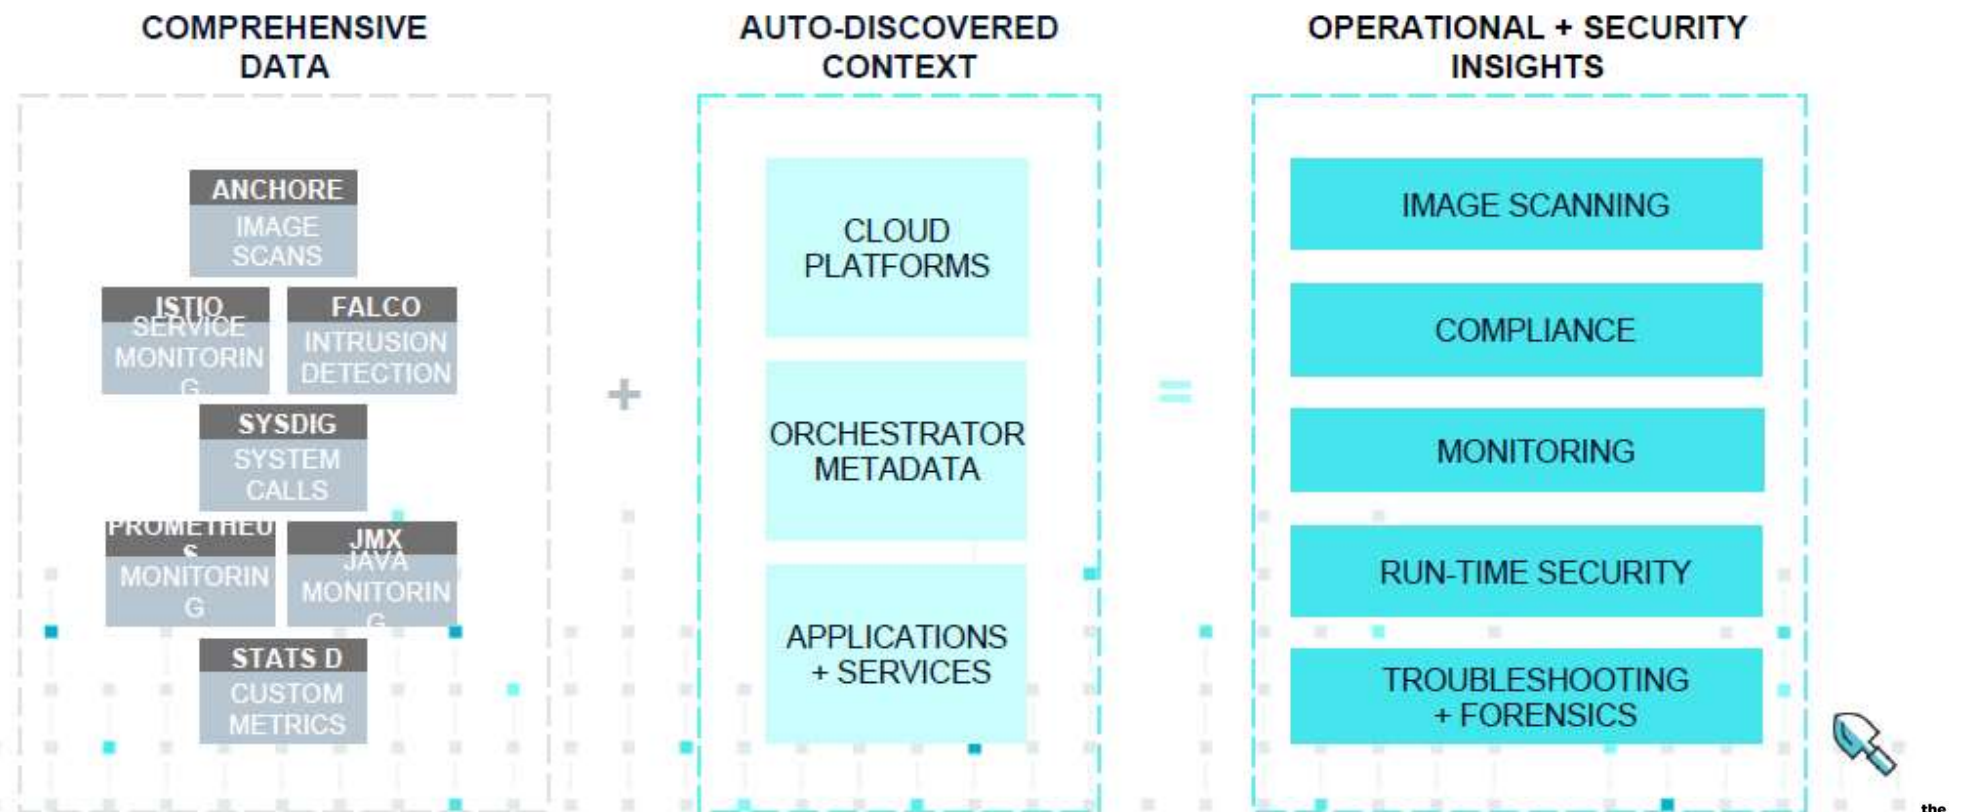 COMPREHENSIVE
DATA
ANCHORE
IMAGE
SCANS
ISTIO
SERVICE
MONITORIN
G
FALCO
INTRUSION
DETECTION
SYSDIG
SYSTEM
CALLS
PROMETHEU
S
MONITORIN
G
JMX
JAVA
MONITORIN
G
STATS D
CUSTOM
METRICS
+
AUTO-DISCOVERED
CONTEXT
CLOUD
PLATFORMS
ORCHESTRATOR
METADATA
APPLICATIONS
+ SERVICES
=
OPERATIONAL + SECURITY
INSIGHTS
IMAGE SCANNING
COMPLIANCE
MONITORING
RUN-TIME SECURITY
TROUBLESHOOTING
+ FORENSICS
the